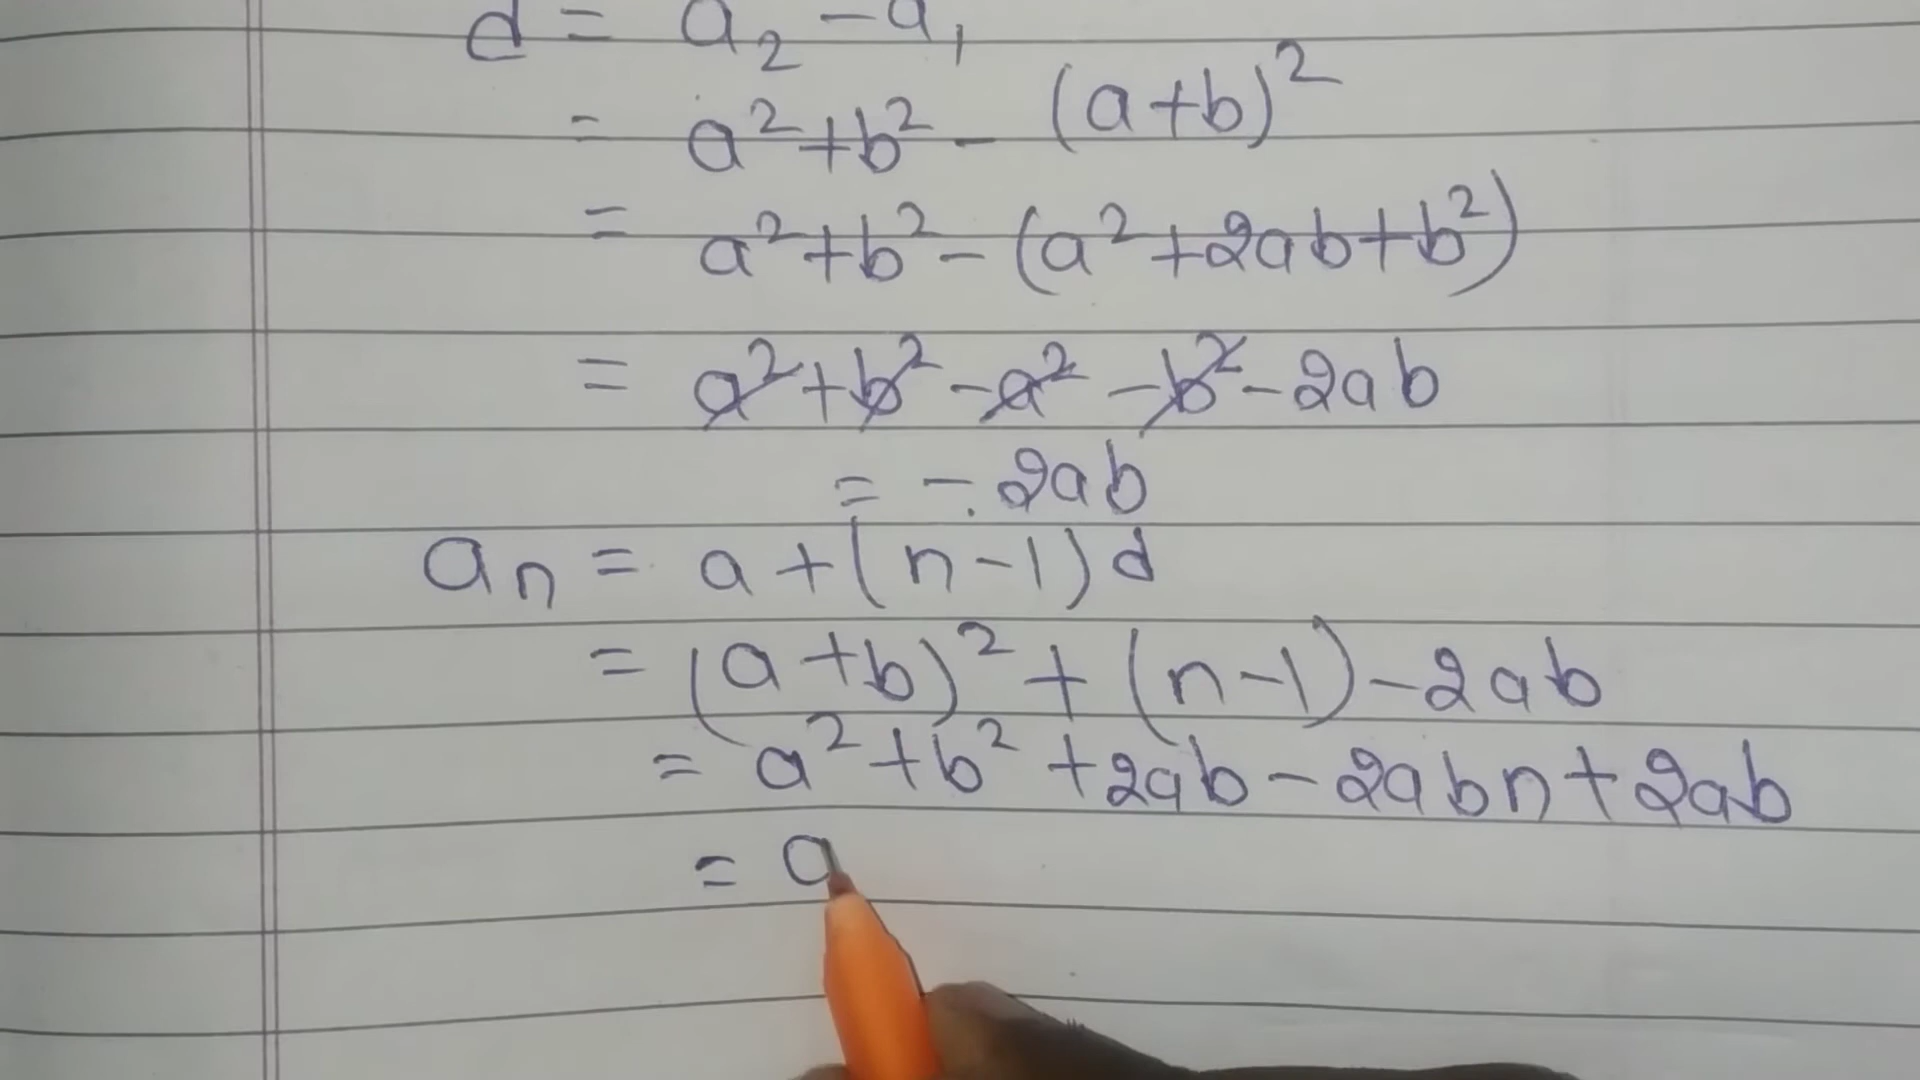 d = a₂ - a₁
= a² + b² - (a+b)²
= a² + b² - (a² + 2ab + b²)
= a² + b² - a² - b² - 2ab
= - 2ab
aₙ = a + (n-1)d
= (a+b)² + (n-1) - 2ab
= a² + b² + 2ab - 2abn + 2ab
= a